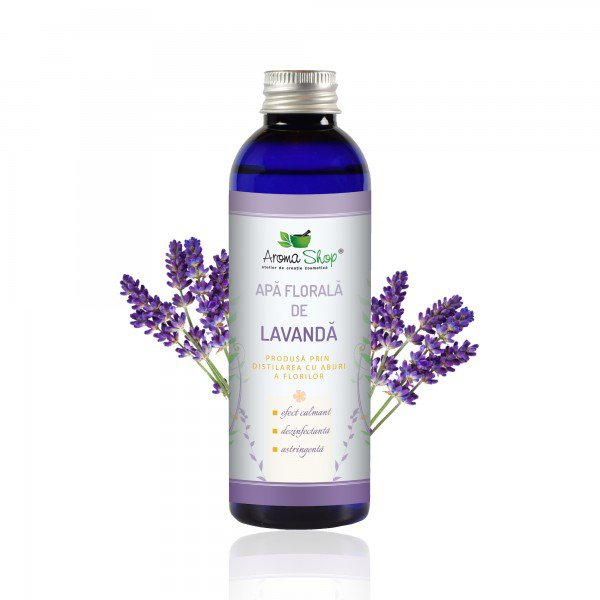 Aroma Shop®
atelier de creație cosmetică
APĂ FLORALĂ
DE
LAVANDĂ
PRODUSĂ PRIN
DISTILAREA CU ABURI
A FLORILOR
efect calmant
dezinfectantă
astringentă